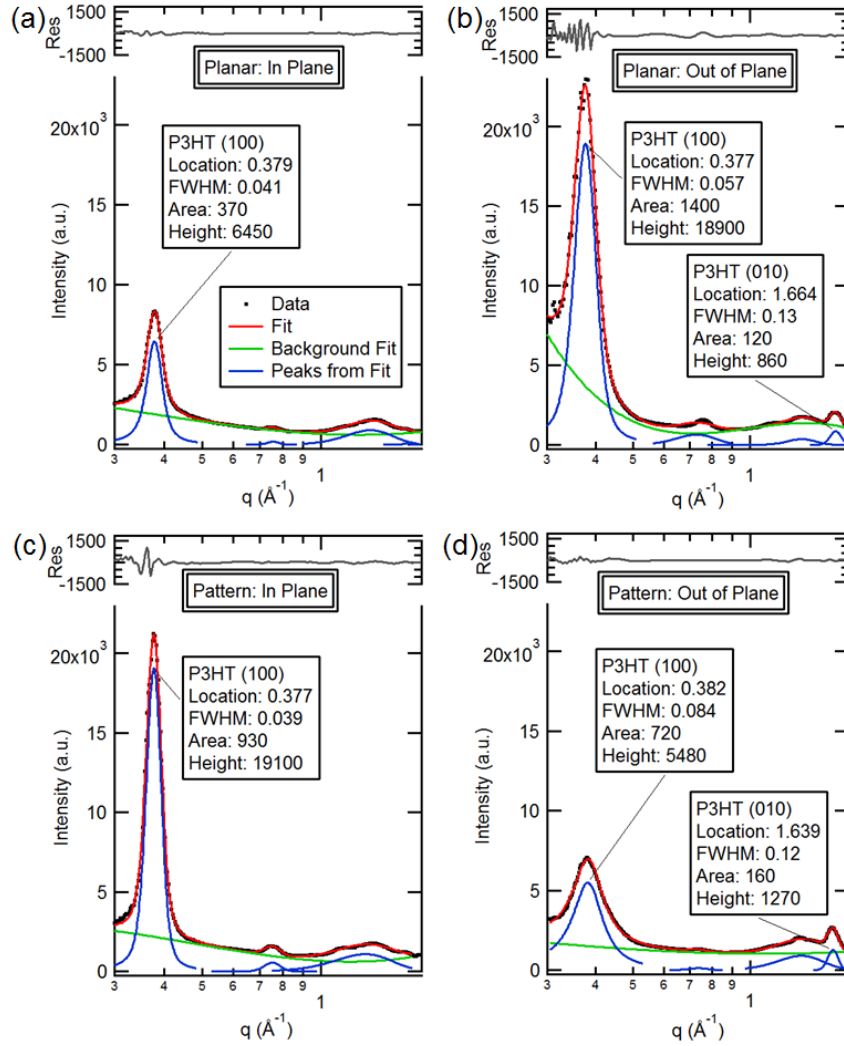 (a)
1500
-1500
Res
Planar: In Plane
20x10³
15
10
5
0
Intensity (a.u.)
P3HT (100)
Location: 0.379
FWHM: 0.041
Area: 370
Height: 6450
Data
Fit
Background Fit
Peaks from Fit
3 4 5 6 7 8 9
1
q (Å⁻¹)
(b)
1500
-1500
Res
Planar: Out of Plane
20x10³
15
10
5
0
Intensity (a.u.)
P3HT (100)
Location: 0.377
FWHM: 0.057
Area: 1400
Height: 18900
P3HT (010)
Location: 1.664
FWHM: 0.13
Area: 120
Height: 860
3 4 5 6 7 8 9
1
q (Å⁻¹)
(c)
1500
-1500
Res
Pattern: In Plane
20x10³
15
10
5
0
Intensity (a.u.)
P3HT (100)
Location: 0.377
FWHM: 0.039
Area: 930
Height: 19100
3 4 5 6 7 8 9
1
q (Å⁻¹)
(d)
1500
-1500
Res
Pattern: Out of Plane
20x10³
15
10
5
0
Intensity (a.u.)
P3HT (100)
Location: 0.382
FWHM: 0.084
Area: 720
Height: 5480
P3HT (010)
Location: 1.639
FWHM: 0.12
Area: 160
Height: 1270
3 4 5 6 7 8 9
1
q (Å⁻¹)